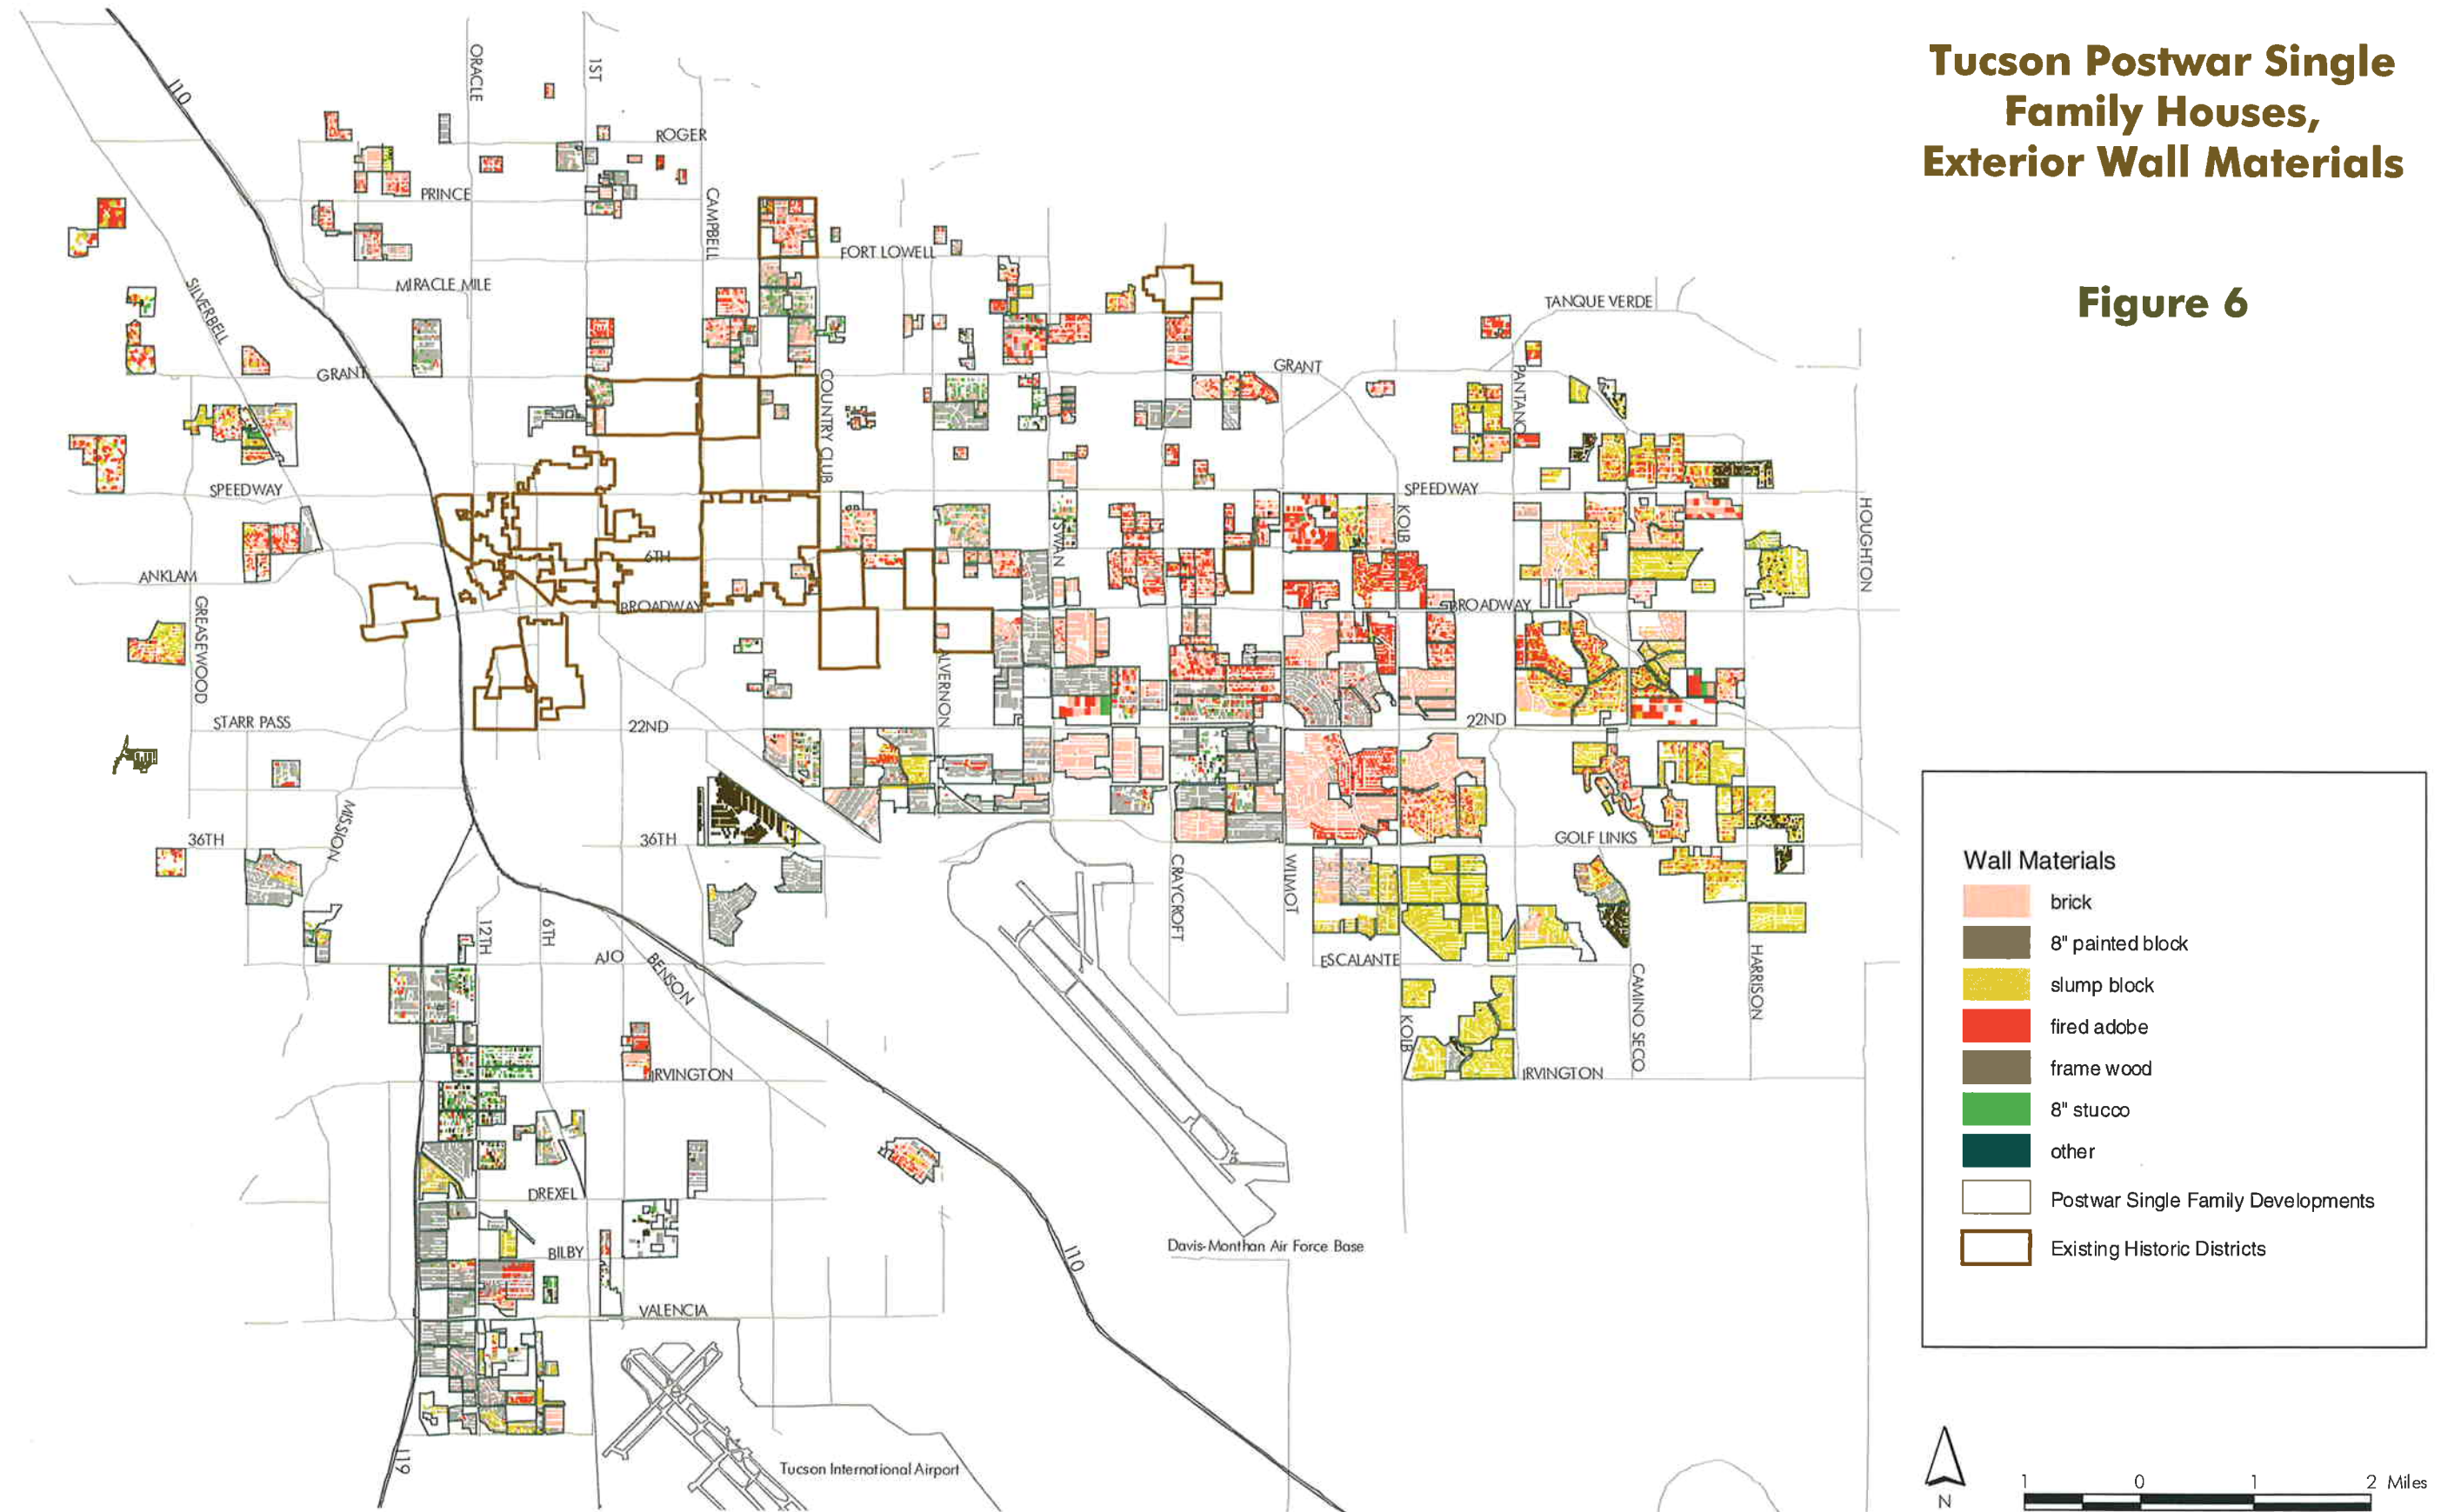 Tucson Postwar Single
Family Houses,
Exterior Wall Materials
Figure 6
I10
ORACLE
1ST
ROGER
PRINCE
CAMPBELL
FORT LOWELL
MIRACLE MILE
SILVERBELL
TANQUE VERDE
GRANT
GRANT
COUNTRY CLUB
PANTANO
SPEEDWAY
SPEEDWAY
KOLB
SWAN
HOUGHTON
6TH
ANKLAM
GREASEWOOD
BROADWAY
BROADWAY
ALVERNON
STARR PASS
22ND
22ND
MISSION
36TH
36TH
GOLF LINKS
CRAYCROFT
WILMOT
12TH
6TH
AJO
BENSON
ESCALANTE
HARRISON
CAMINO SECO
KOLB
IRVINGTON
IRVINGTON
DREXEL
BILBY
Davis-Monthan Air Force Base
I10
VALENCIA
I19
Tucson International Airport
Wall Materials
brick
8" painted block
slump block
fired adobe
frame wood
8" stucco
other
Postwar Single Family Developments
Existing Historic Districts
N
1 0 1 2 Miles